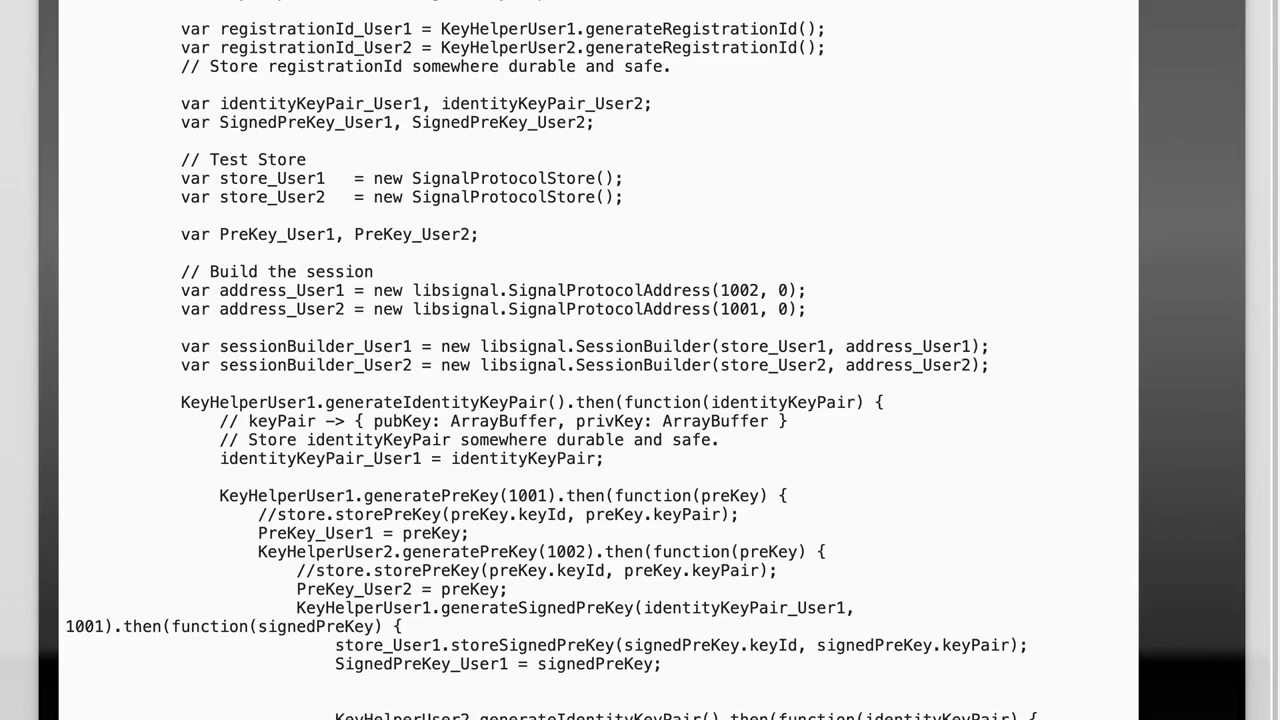 var registrationId_User1 = KeyHelperUser1.generateRegistrationId();
var registrationId_User2 = KeyHelperUser2.generateRegistrationId();
// Store registrationId somewhere durable and safe.
var identityKeyPair_User1, identityKeyPair_User2;
var SignedPreKey_User1, SignedPreKey_User2;
// Test Store
var store_User1   = new SignalProtocolStore();
var store_User2   = new SignalProtocolStore();
var PreKey_User1, PreKey_User2;
// Build the session
var address_User1 = new libsignal.SignalProtocolAddress(1002, 0);
var address_User2 = new libsignal.SignalProtocolAddress(1001, 0);
var sessionBuilder_User1 = new libsignal.SessionBuilder(store_User1, address_User1);
var sessionBuilder_User2 = new libsignal.SessionBuilder(store_User2, address_User2);
KeyHelperUser1.generateIdentityKeyPair().then(function(identityKeyPair) {
// keyPair -> { pubKey: ArrayBuffer, privKey: ArrayBuffer }
// Store identityKeyPair somewhere durable and safe.
identityKeyPair_User1 = identityKeyPair;
KeyHelperUser1.generatePreKey(1001).then(function(preKey) {
//store.storePreKey(preKey.keyId, preKey.keyPair);
PreKey_User1 = preKey;
KeyHelperUser2.generatePreKey(1002).then(function(preKey) {
//store.storePreKey(preKey.keyId, preKey.keyPair);
PreKey_User2 = preKey;
KeyHelperUser1.generateSignedPreKey(identityKeyPair_User1,
1001).then(function(signedPreKey) {
store_User1.storeSignedPreKey(signedPreKey.keyId, signedPreKey.keyPair);
SignedPreKey_User1 = signedPreKey;
KeyHelperUser2.generateIdentityKeyPair().then(function(identityKeyPair) {